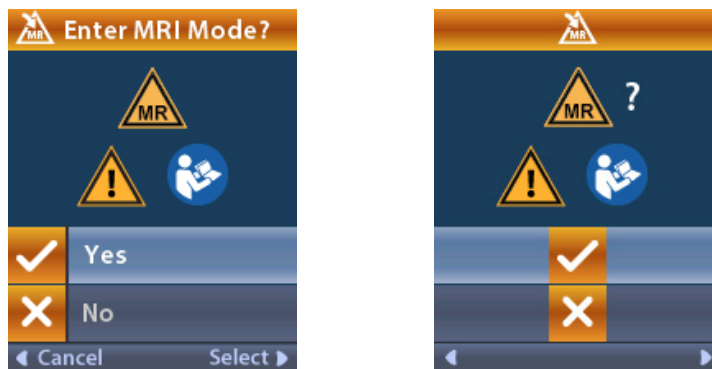 MR Enter MRI Mode?
MR
!
Yes
No
Cancel Select
MR
MR ?
!